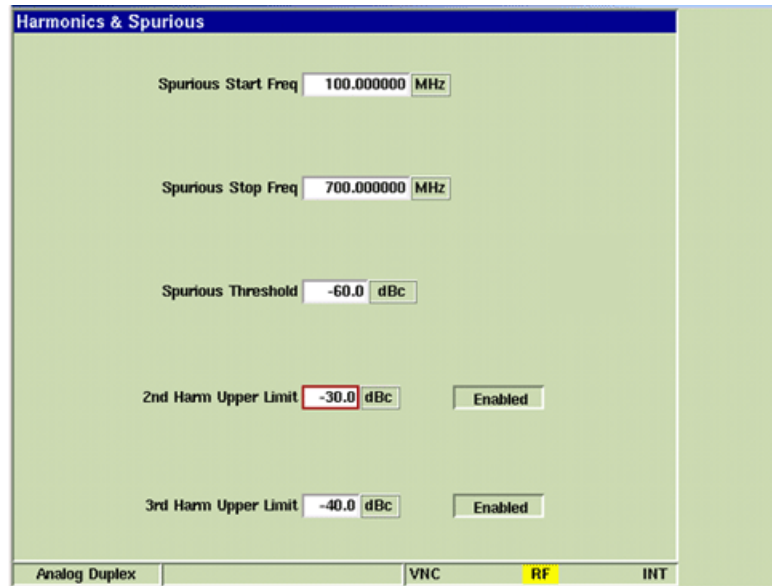 Harmonics & Spurious
Spurious Start Freq 100.000000 MHz
Spurious Stop Freq 700.000000 MHz
Spurious Threshold -60.0 dBc
2nd Harm Upper Limit -30.0 dBc Enabled
3rd Harm Upper Limit -40.0 dBc Enabled
Analog Duplex VNC RF INT